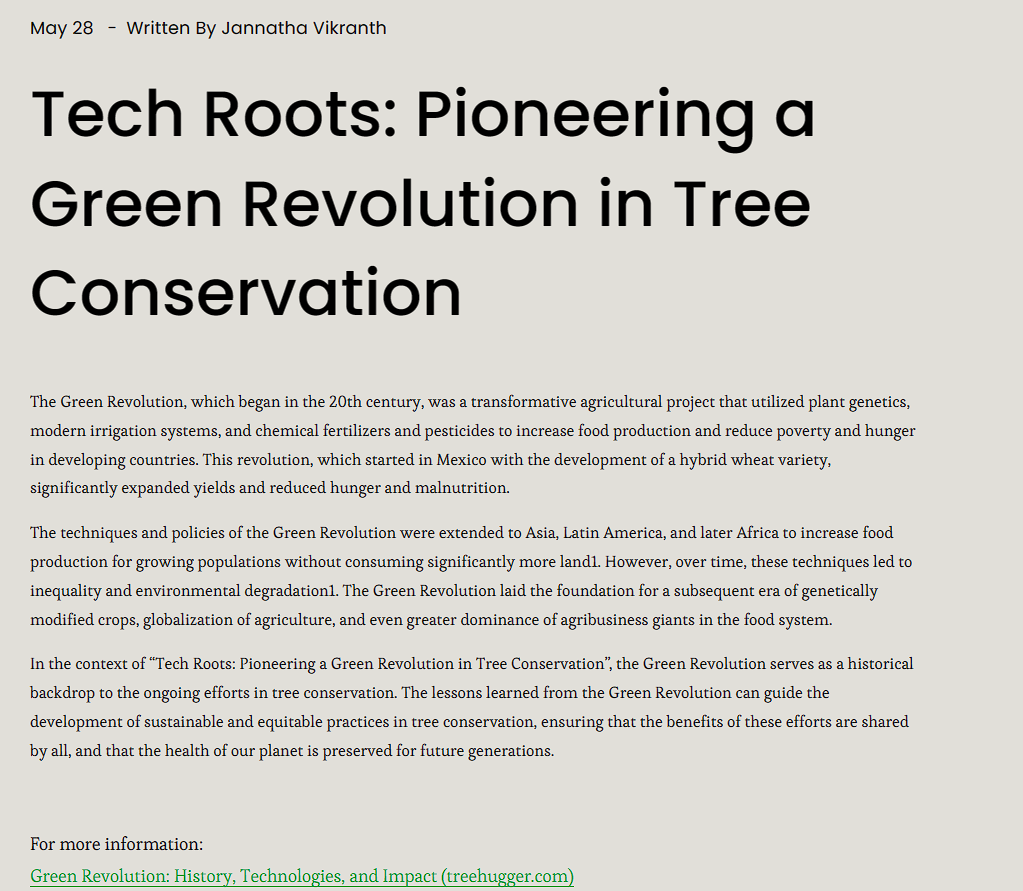 May 28 - Written By Jannatha Vikranth
Tech Roots: Pioneering a
Green Revolution in Tree
Conservation
The Green Revolution, which began in the 20th century, was a transformative agricultural project that utilized plant genetics,
modern irrigation systems, and chemical fertilizers and pesticides to increase food production and reduce poverty and hunger
in developing countries. This revolution, which started in Mexico with the development of a hybrid wheat variety,
significantly expanded yields and reduced hunger and malnutrition.
The techniques and policies of the Green Revolution were extended to Asia, Latin America, and later Africa to increase food
production for growing populations without consuming significantly more land1. However, over time, these techniques led to
inequality and environmental degradation1. The Green Revolution laid the foundation for a subsequent era of genetically
modified crops, globalization of agriculture, and even greater dominance of agribusiness giants in the food system.
In the context of “Tech Roots: Pioneering a Green Revolution in Tree Conservation”, the Green Revolution serves as a historical
backdrop to the ongoing efforts in tree conservation. The lessons learned from the Green Revolution can guide the
development of sustainable and equitable practices in tree conservation, ensuring that the benefits of these efforts are shared
by all, and that the health of our planet is preserved for future generations.
For more information:
Green Revolution: History, Technologies, and Impact (treehugger.com)